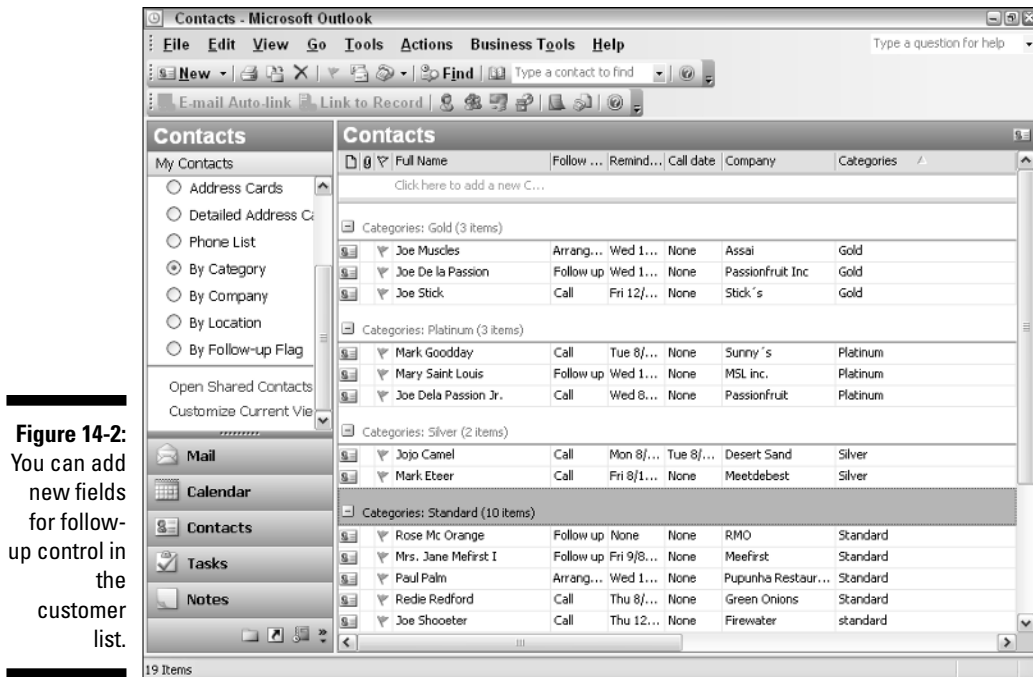 Contacts - Microsoft Outlook
File Edit View Go Tools Actions Business Tools Help
Type a question for help
New Find Type a contact to find
E-mail Auto-link Link to Record
Contacts
My Contacts
Address Cards
Detailed Address Ca
Phone List
By Category
By Company
By Location
By Follow-up Flag
Open Shared Contacts
Customize Current Vie
Mail
Calendar
Contacts
Tasks
Notes
Contacts
Full Name Follow ... Remind... Call date Company Categories
Click here to add a new C...
Categories: Gold (3 items)
Joe Muscles Arrang... Wed 1... None Assai Gold
Joe De la Passion Follow up Wed 1... None Passionfruit Inc Gold
Joe Stick Call Fri 12/... None Stick´s Gold
Categories: Platinum (3 items)
Mark Goodday Call Tue 8/... None Sunny´s Platinum
Mary Saint Louis Follow up Wed 1... None MSL inc. Platinum
Joe Dela Passion Jr. Call Wed 8... None Passionfruit Platinum
Categories: Silver (2 items)
Jojo Camel Call Mon 8/... Tue 8/... Desert Sand Silver
Mark Eteer Call Fri 8/1... None Meetdebest Silver
Categories: Standard (10 items)
Rose Mc Orange Follow up None None RMO Standard
Mrs. Jane Mefirst I Follow up Fri 9/8... None Meefirst Standard
Paul Palm Arrang... Wed 1... None Pupunha Restaur... Standard
Redie Redford Call Thu 8/... None Green Onions Standard
Joe Shooeter Call Thu 12... None Firewater standard
19 Items
Figure 14-2:
You can add
new fields
for follow-
up control in
the
customer
list.